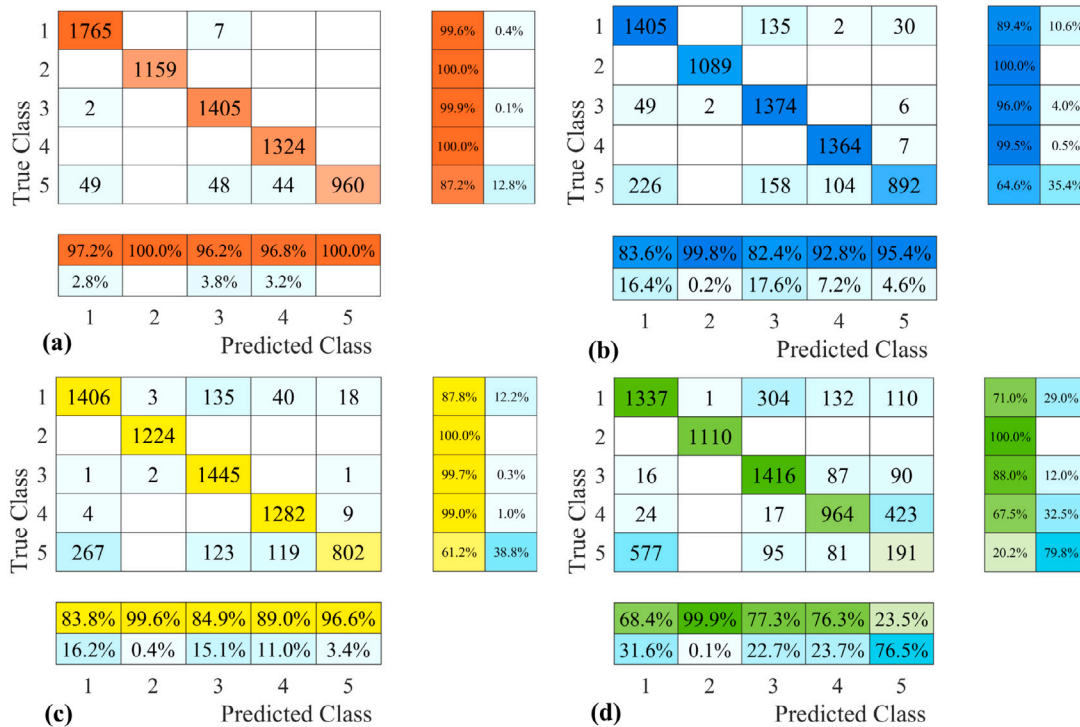 1 1765 7 99.6% 0.4%
2 1159 100.0%
3 2 1405 99.9% 0.1%
4 1324 100.0%
5 49 48 44 960 87.2% 12.8%
True Class
97.2% 100.0% 96.2% 96.8% 100.0%
2.8% 3.8% 3.2%
1 2 3 4 5
(a) Predicted Class
1 1405 135 2 30 89.4% 10.6%
2 1089 100.0%
3 49 2 1374 6 96.0% 4.0%
4 1364 7 99.5% 0.5%
5 226 158 104 892 64.6% 35.4%
True Class
83.6% 99.8% 82.4% 92.8% 95.4%
16.4% 0.2% 17.6% 7.2% 4.6%
1 2 3 4 5
(b) Predicted Class
1 1406 3 135 40 18 87.8% 12.2%
2 1224 100.0%
3 1 2 1445 1 99.7% 0.3%
4 4 1282 9 99.0% 1.0%
5 267 123 119 802 61.2% 38.8%
True Class
83.8% 99.6% 84.9% 89.0% 96.6%
16.2% 0.4% 15.1% 11.0% 3.4%
1 2 3 4 5
(c) Predicted Class
1 1337 1 304 132 110 71.0% 29.0%
2 1110 100.0%
3 16 1416 87 90 88.0% 12.0%
4 24 17 964 423 67.5% 32.5%
5 577 95 81 191 20.2% 79.8%
True Class
68.4% 99.9% 77.3% 76.3% 23.5%
31.6% 0.1% 22.7% 23.7% 76.5%
1 2 3 4 5
(d) Predicted Class